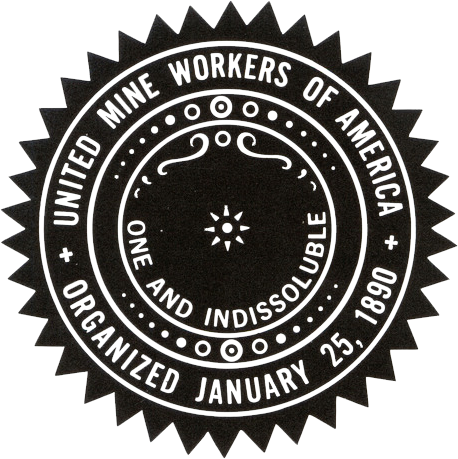 UNITED MINE WORKERS OF AMERICA
ORGANIZED JANUARY 25, 1890
ONE AND INDISSOLUBLE